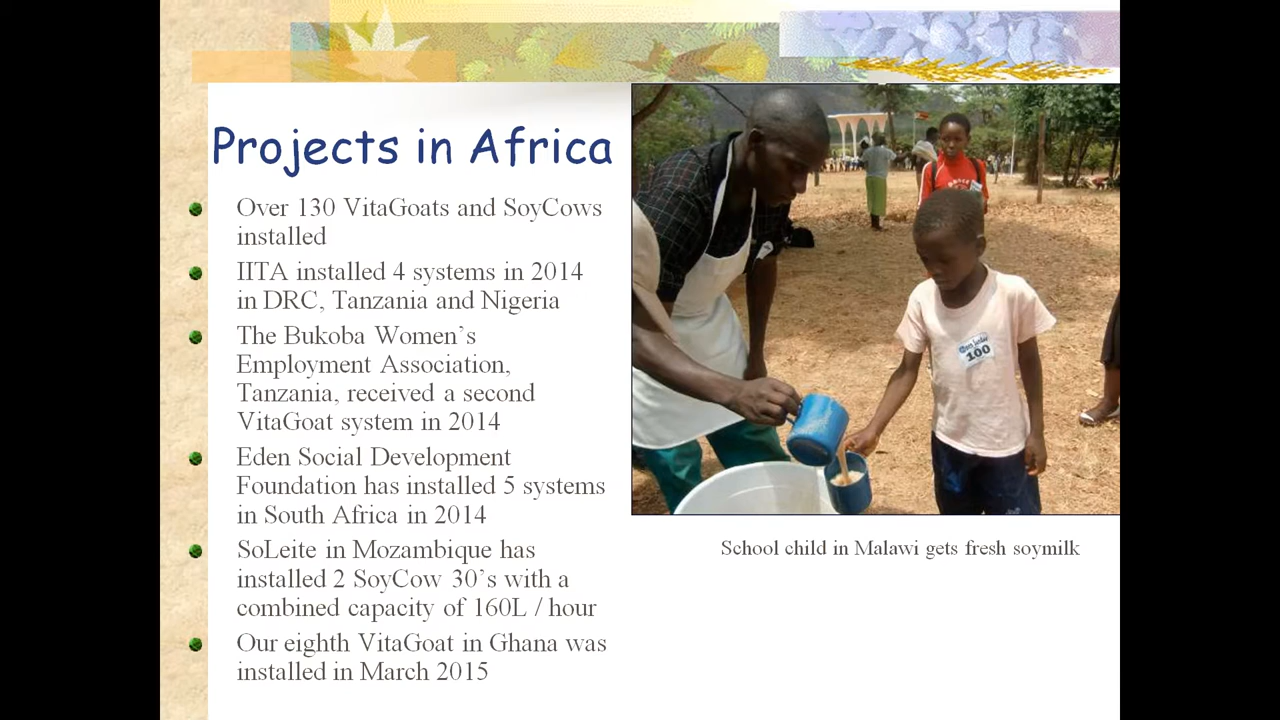 Projects in Africa
Over 130 VitaGoats and SoyCows
installed
IITA installed 4 systems in 2014
in DRC, Tanzania and Nigeria
The Bukoba Women’s
Employment Association,
Tanzania, received a second
VitaGoat system in 2014
Eden Social Development
Foundation has installed 5 systems
in South Africa in 2014
SoLeite in Mozambique has
installed 2 SoyCow 30’s with a
combined capacity of 160L / hour
Our eighth VitaGoat in Ghana was
installed in March 2015
100
School child in Malawi gets fresh soymilk